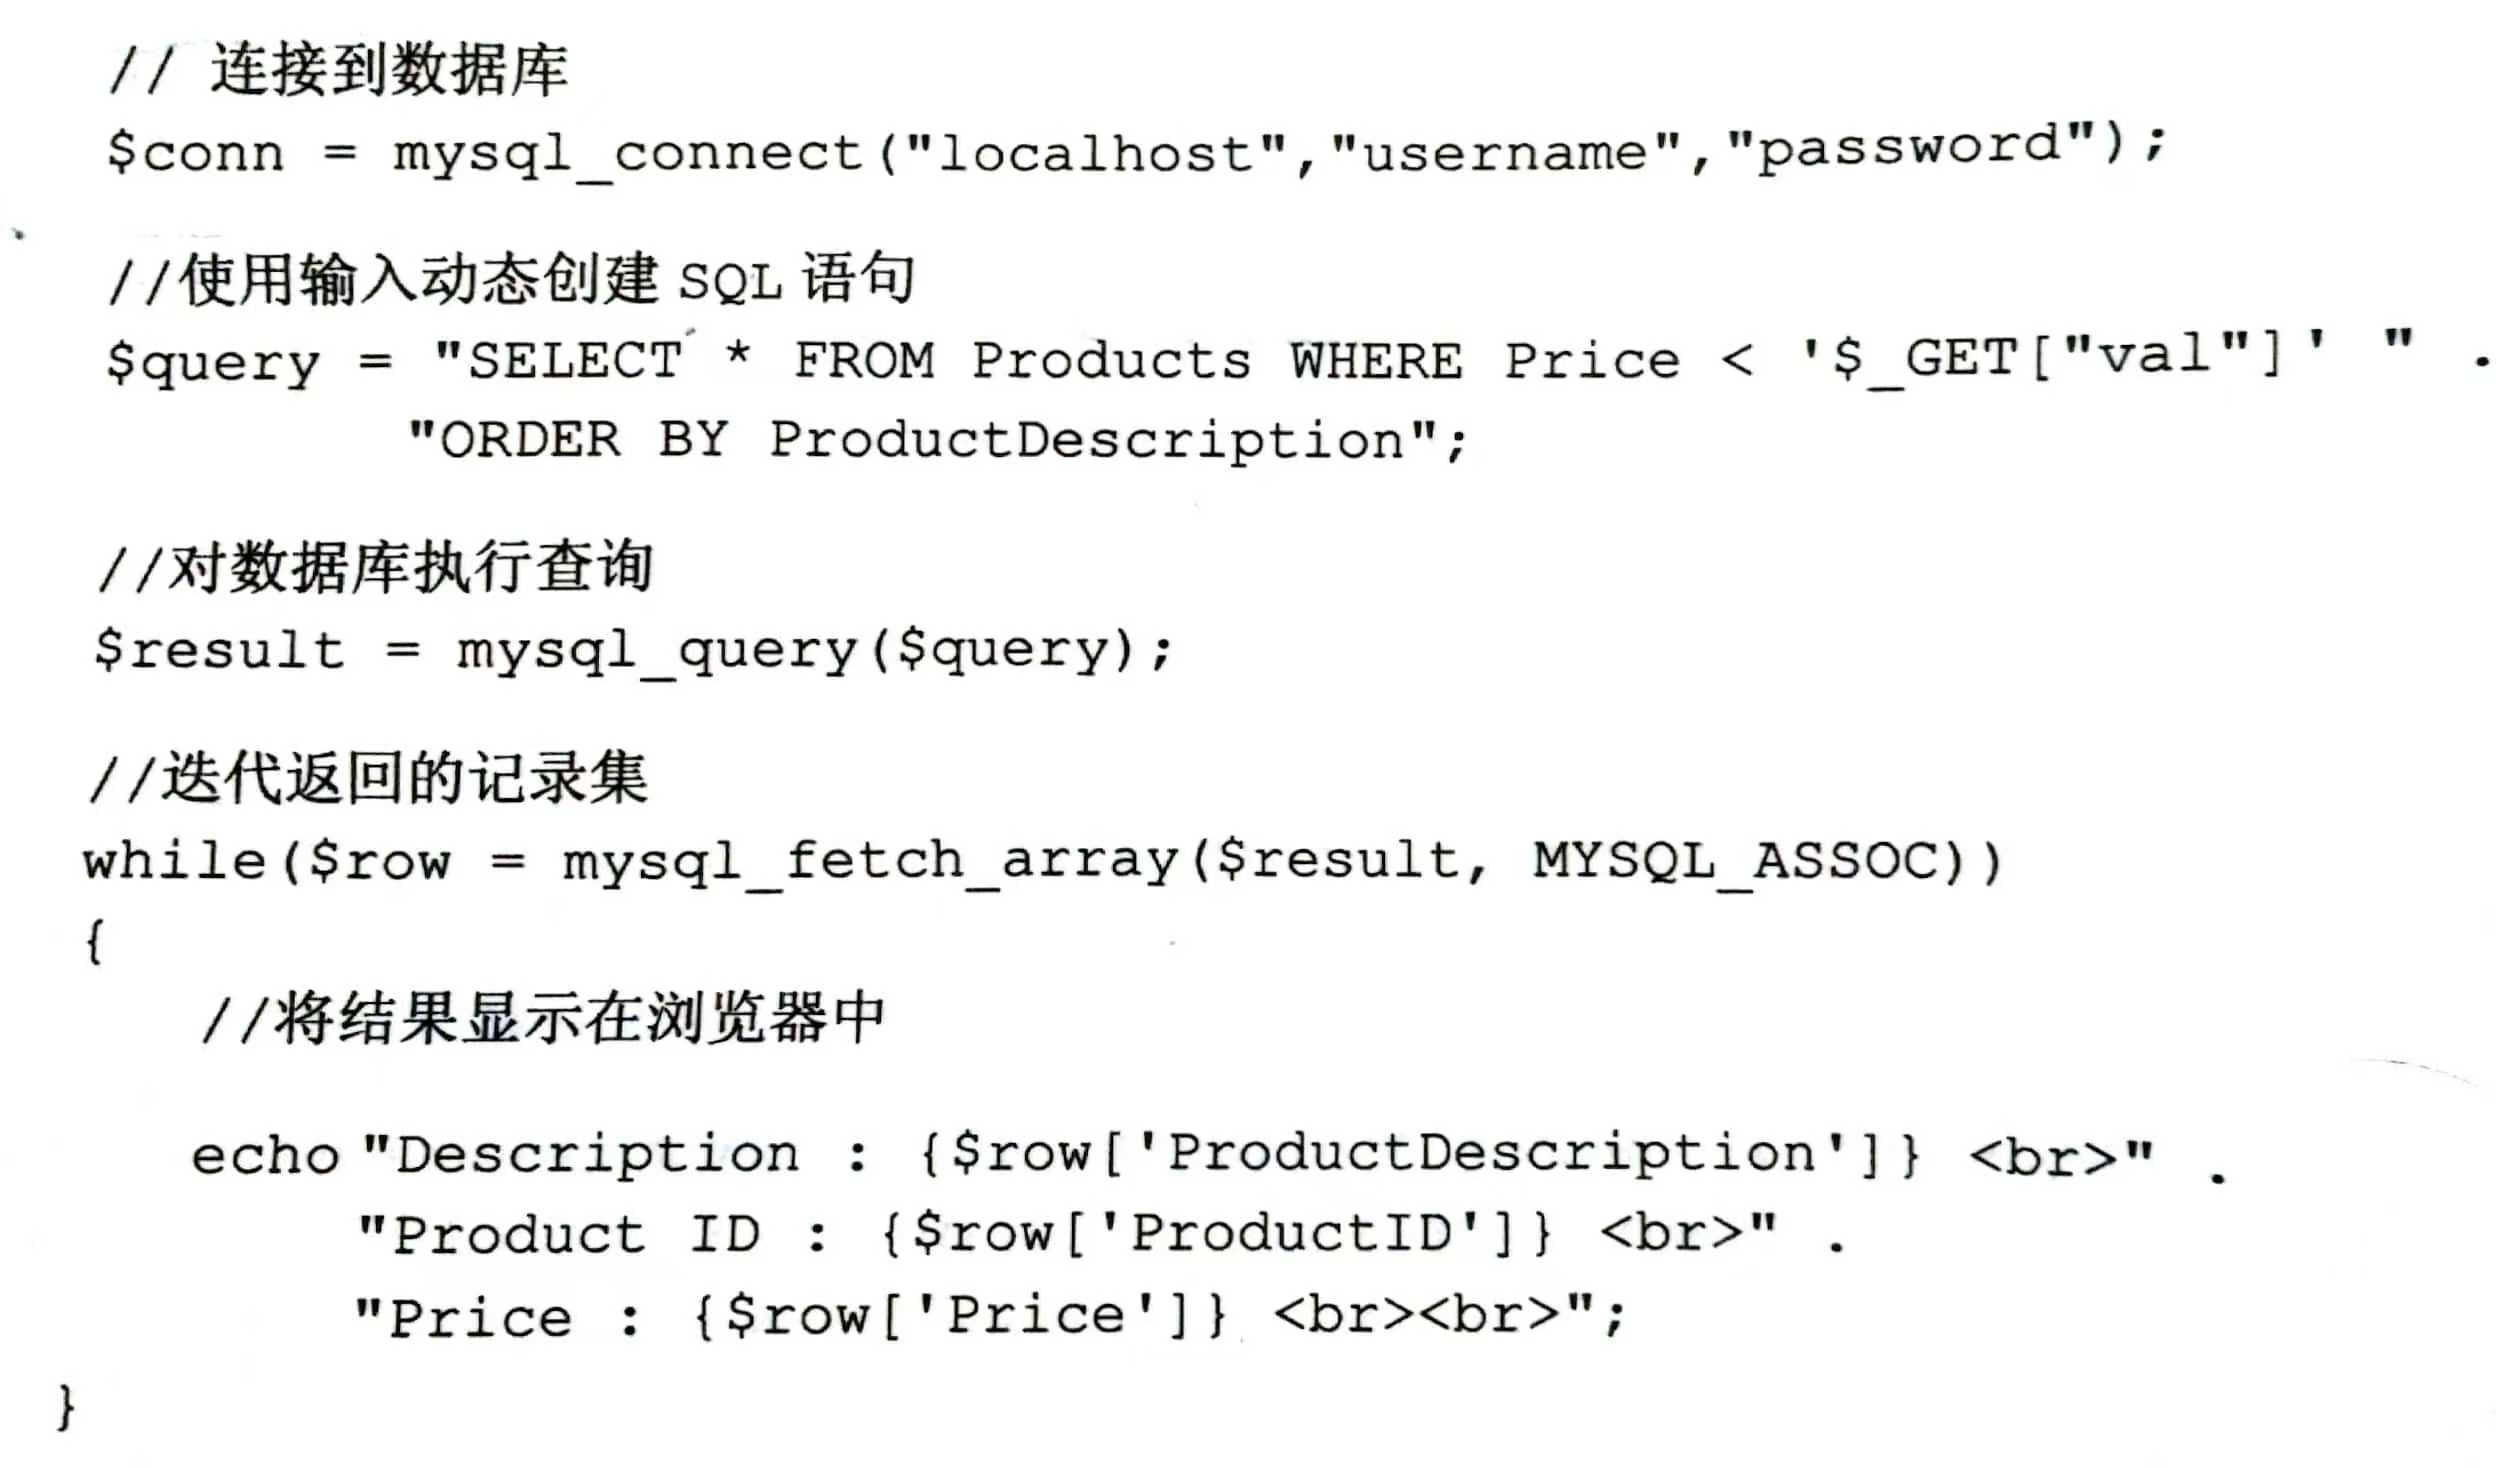 // 连接到数据库
$conn = mysql_connect("localhost","username","password");
//使用输入动态创建 SQL 语句
$query = "SELECT * FROM Products WHERE Price < '$_GET["val"]' " .
"ORDER BY ProductDescription";
//对数据库执行查询
$result = mysql_query($query);
//迭代返回的记录集
while($row = mysql_fetch_array($result, MYSQL_ASSOC))
{
//将结果显示在浏览器中
echo "Description : {$row['ProductDescription']} <br>" .
"Product ID : {$row['ProductID']} <br>" .
"Price : {$row['Price']} <br><br>";
}